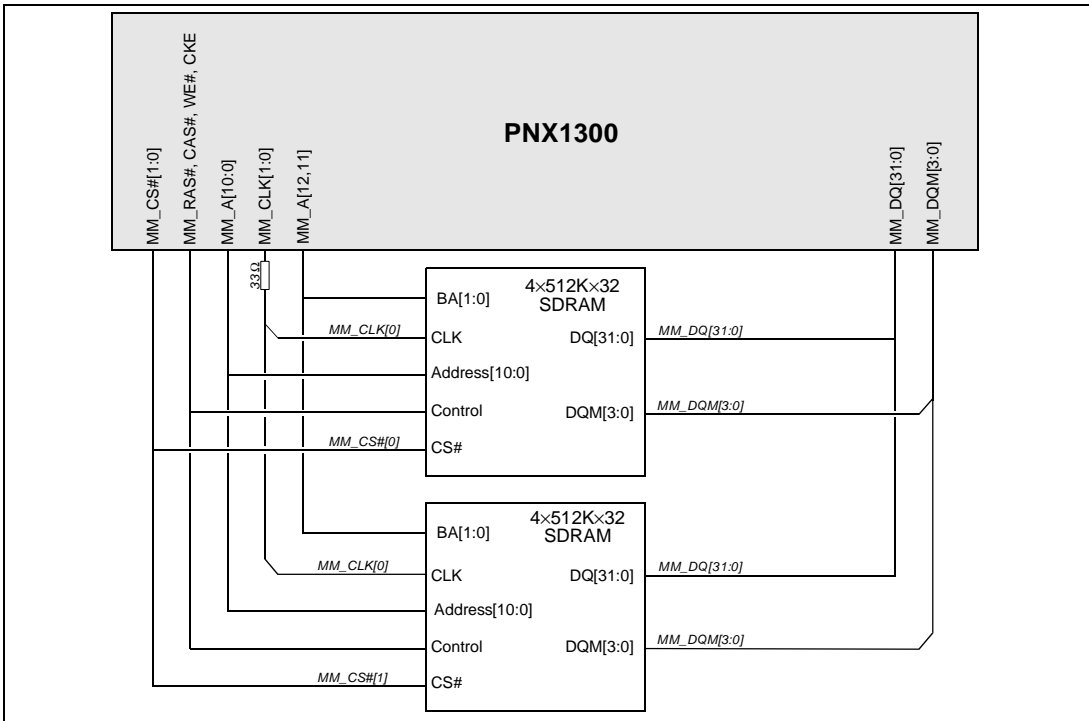 PNX1300
MM_CS#[1:0]
MM_RAS#, CAS#, WE#, CKE
MM_A[10:0]
MM_CLK[1:0]
MM_A[12,11]
MM_DQ[31:0]
MM_DQM[3:0]
33Ω
4×512K×32
SDRAM
BA[1:0]
MM_CLK[0]
CLK
DQ[31:0]
MM_DQ[31:0]
Address[10:0]
Control
DQM[3:0]
MM_DQM[3:0]
MM_CS#[0]
CS#
4×512K×32
SDRAM
BA[1:0]
MM_CLK[0]
CLK
DQ[31:0]
MM_DQ[31:0]
Address[10:0]
Control
DQM[3:0]
MM_DQM[3:0]
MM_CS#[1]
CS#